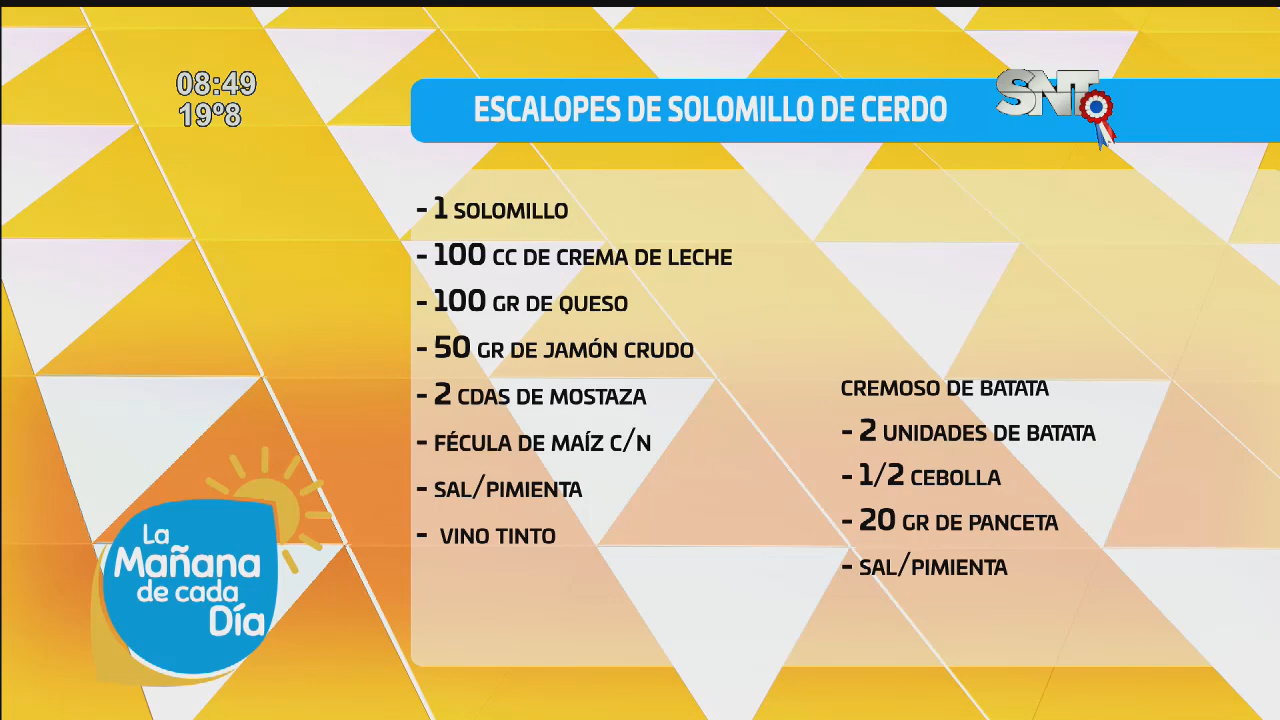 08:49
19º8
ESCALOPES DE SOLOMILLO DE CERDO
SNT
- 1 SOLOMILLO
- 100 CC DE CREMA DE LECHE
- 100 GR DE QUESO
- 50 GR DE JAMÓN CRUDO
- 2 CDAS DE MOSTAZA
- FÉCULA DE MAÍZ C/N
- SAL/PIMIENTA
- VINO TINTO
CREMOSO DE BATATA
- 2 UNIDADES DE BATATA
- 1/2 CEBOLLA
- 20 GR DE PANCETA
- SAL/PIMIENTA
La
Mañana
de cada
Día